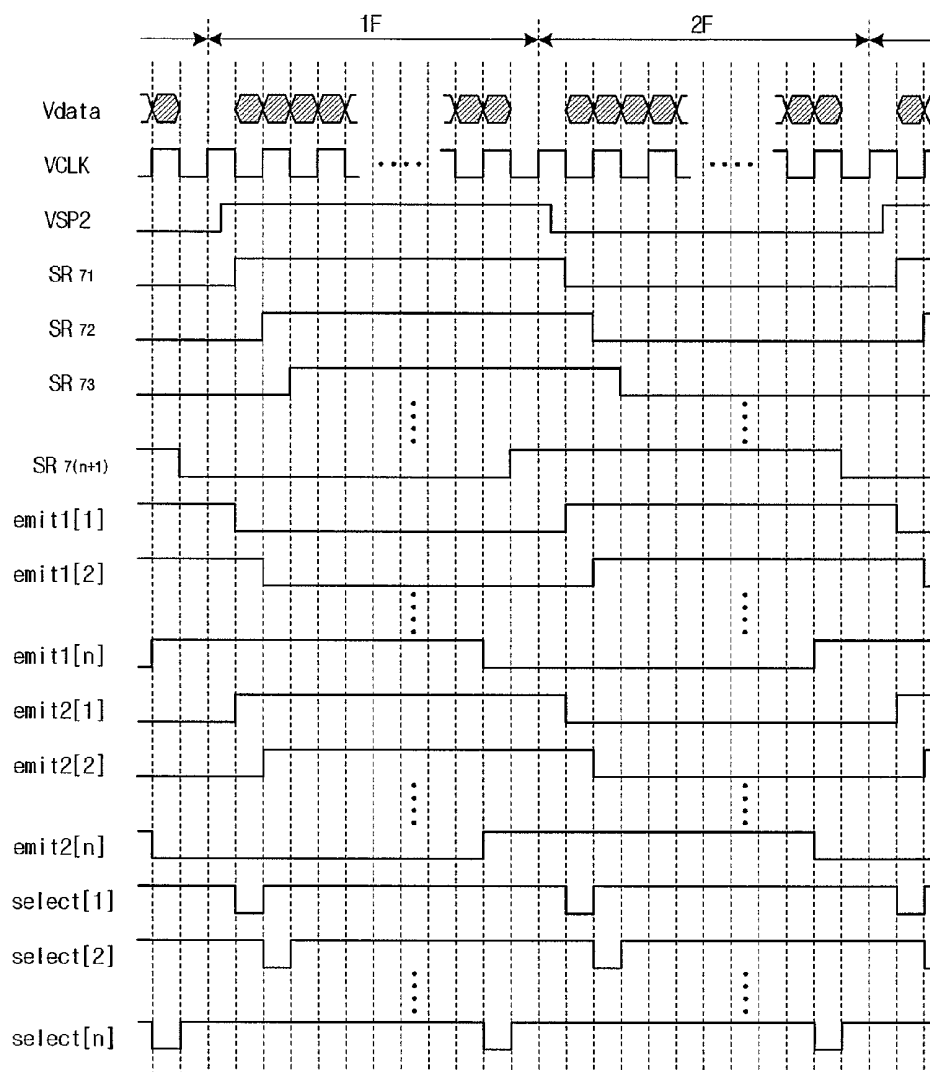 1F 2F
Vdata
VCLK
VSP2
SR 71
SR 72
SR 73
SR 7(n+1)
emit1[1]
emit1[2]
emit1[n]
emit2[1]
emit2[2]
emit2[n]
select[1]
select[2]
select[n]